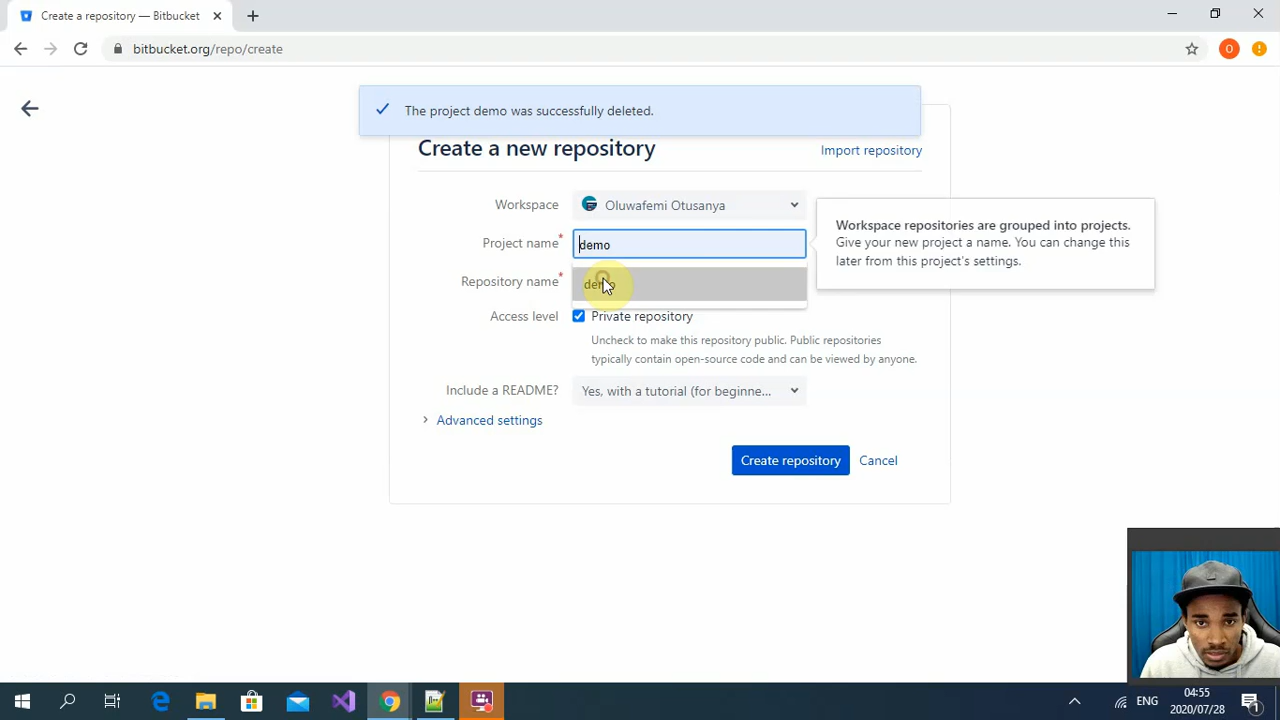 Create a repository — Bitbucket
bitbucket.org/repo/create
O
The project demo was successfully deleted.
Create a new repository
Import repository
Workspace
Oluwafemi Otusanya
Workspace repositories are grouped into projects.
Give your new project a name. You can change this
later from this project's settings.
Project name*
demo
Repository name*
demo
Access level
Private repository
Uncheck to make this repository public. Public repositories
typically contain open-source code and can be viewed by anyone.
Include a README?
Yes, with a tutorial (for beginne...
Advanced settings
Create repository
Cancel
ENG
04:55
2020/07/28
1